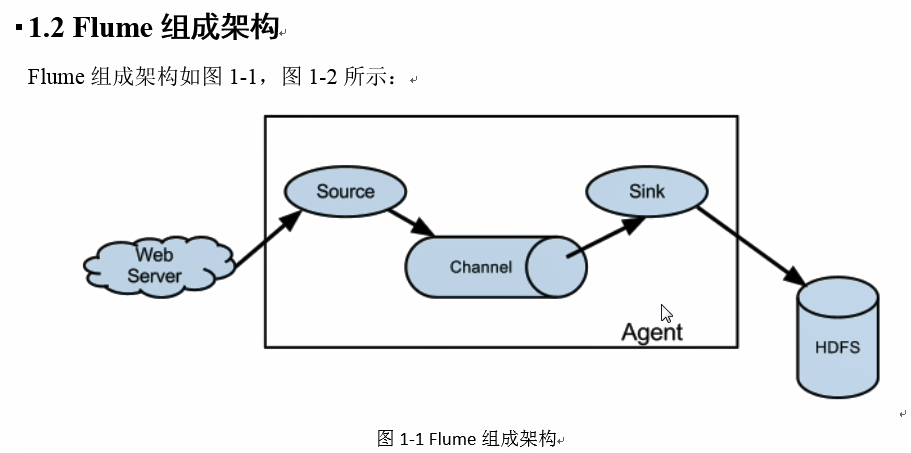 1.2 Flume 组成架构
Flume 组成架构如图 1-1，图 1-2 所示：
Source
Sink
Web
Server
Channel
Agent
HDFS
图 1-1 Flume 组成架构